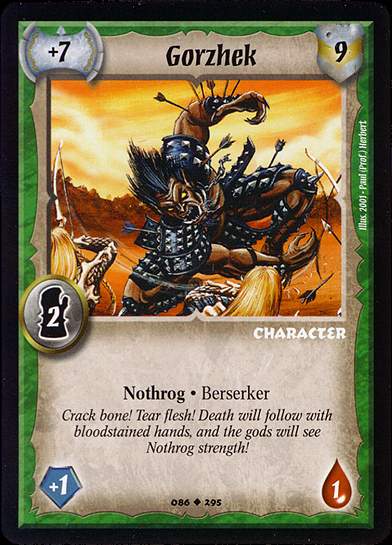 +7
Gorzhek
9
Illus. 2001 • Paul (Prof.) Herbert
2
CHARACTER
Nothrog • Berserker
Crack bone! Tear flesh! Death will follow with
bloodstained hands, and the gods will see
Nothrog strength!
+1
086 ◆ 295
1